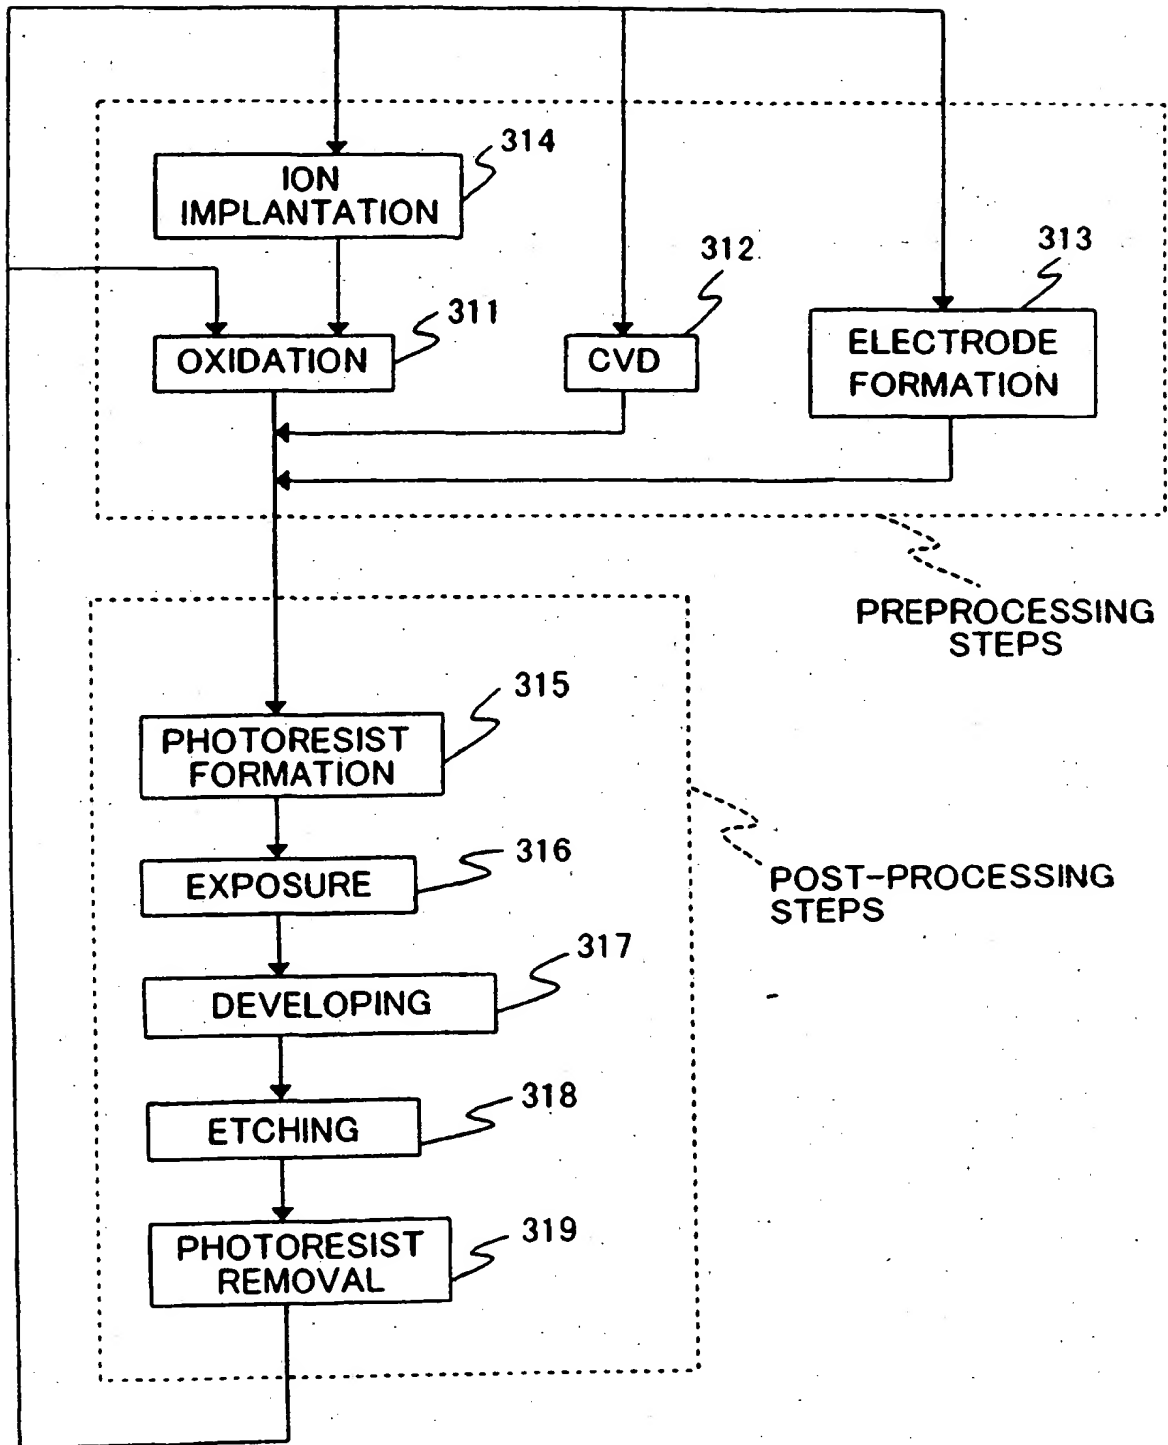 314
ION
IMPLANTATION
312
313
311
OXIDATION
CVD
ELECTRODE
FORMATION
PREPROCESSING
STEPS
315
PHOTORESIST
FORMATION
316
EXPOSURE
POST-PROCESSING
STEPS
317
DEVELOPING
318
ETCHING
319
PHOTORESIST
REMOVAL